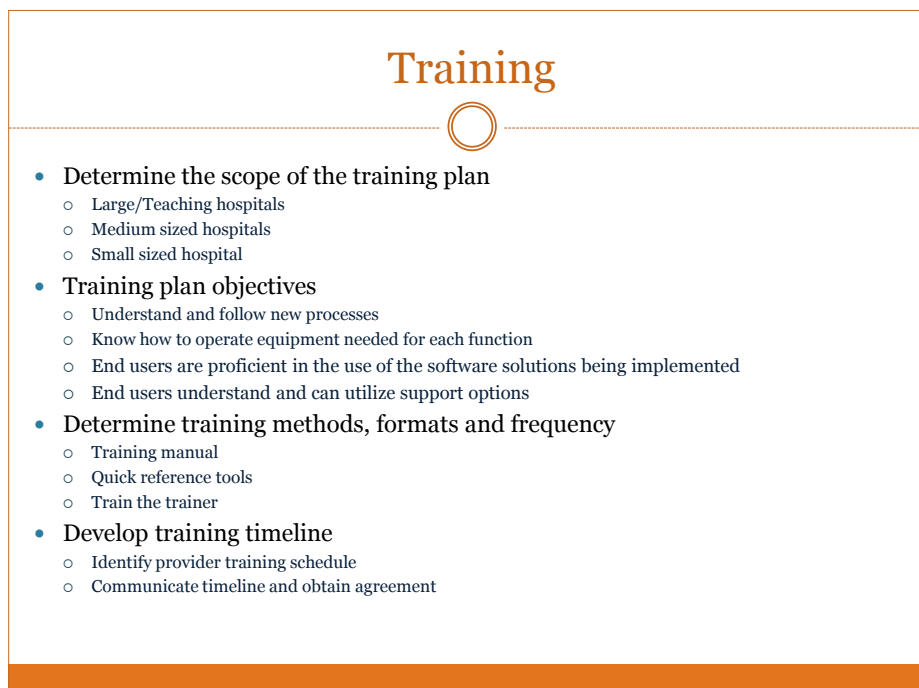 Training
• Determine the scope of the training plan
○ Large/Teaching hospitals
○ Medium sized hospitals
○ Small sized hospital
• Training plan objectives
○ Understand and follow new processes
○ Know how to operate equipment needed for each function
○ End users are proficient in the use of the software solutions being implemented
○ End users understand and can utilize support options
• Determine training methods, formats and frequency
○ Training manual
○ Quick reference tools
○ Train the trainer
• Develop training timeline
○ Identify provider training schedule
○ Communicate timeline and obtain agreement